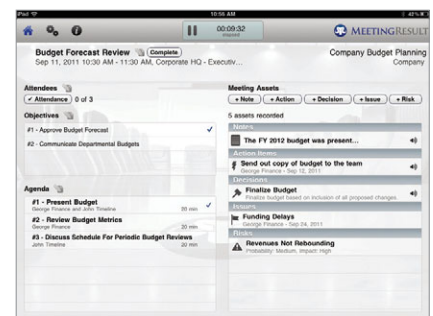 iPad
10:56 AM
42%
00:09:32
elapsed
MEETINGRESULT
Budget Forecast Review
Complete
Company Budget Planning
Sep 11, 2011 10:30 AM - 11:30 AM, Corporate HQ - Executiv...
Company
Attendees
✓ Attendance 0 of 3
Objectives
#1 - Approve Budget Forecast
#2 - Communicate Departmental Budgets
Agenda
#1 - Present Budget
George Finance and John Timeline 20 min
#2 - Review Budget Metrics
George Finance 20 min
#3 - Discuss Schedule For Periodic Budget Reviews
John Timeline 20 min
Meeting Assets
+ Note + Action + Decision + Issue + Risk
5 assets recorded
Notes
The FY 2012 budget was present...
Action Items
Send out copy of budget to the team
George Finance - Sep 12, 2011
Decisions
Finalize Budget
Finalize budget based on inclusion of all proposed changes.
Issues
Funding Delays
George Finance - Sep 24, 2011
Risks
Revenues Not Rebounding
Probability: Medium, Impact: High